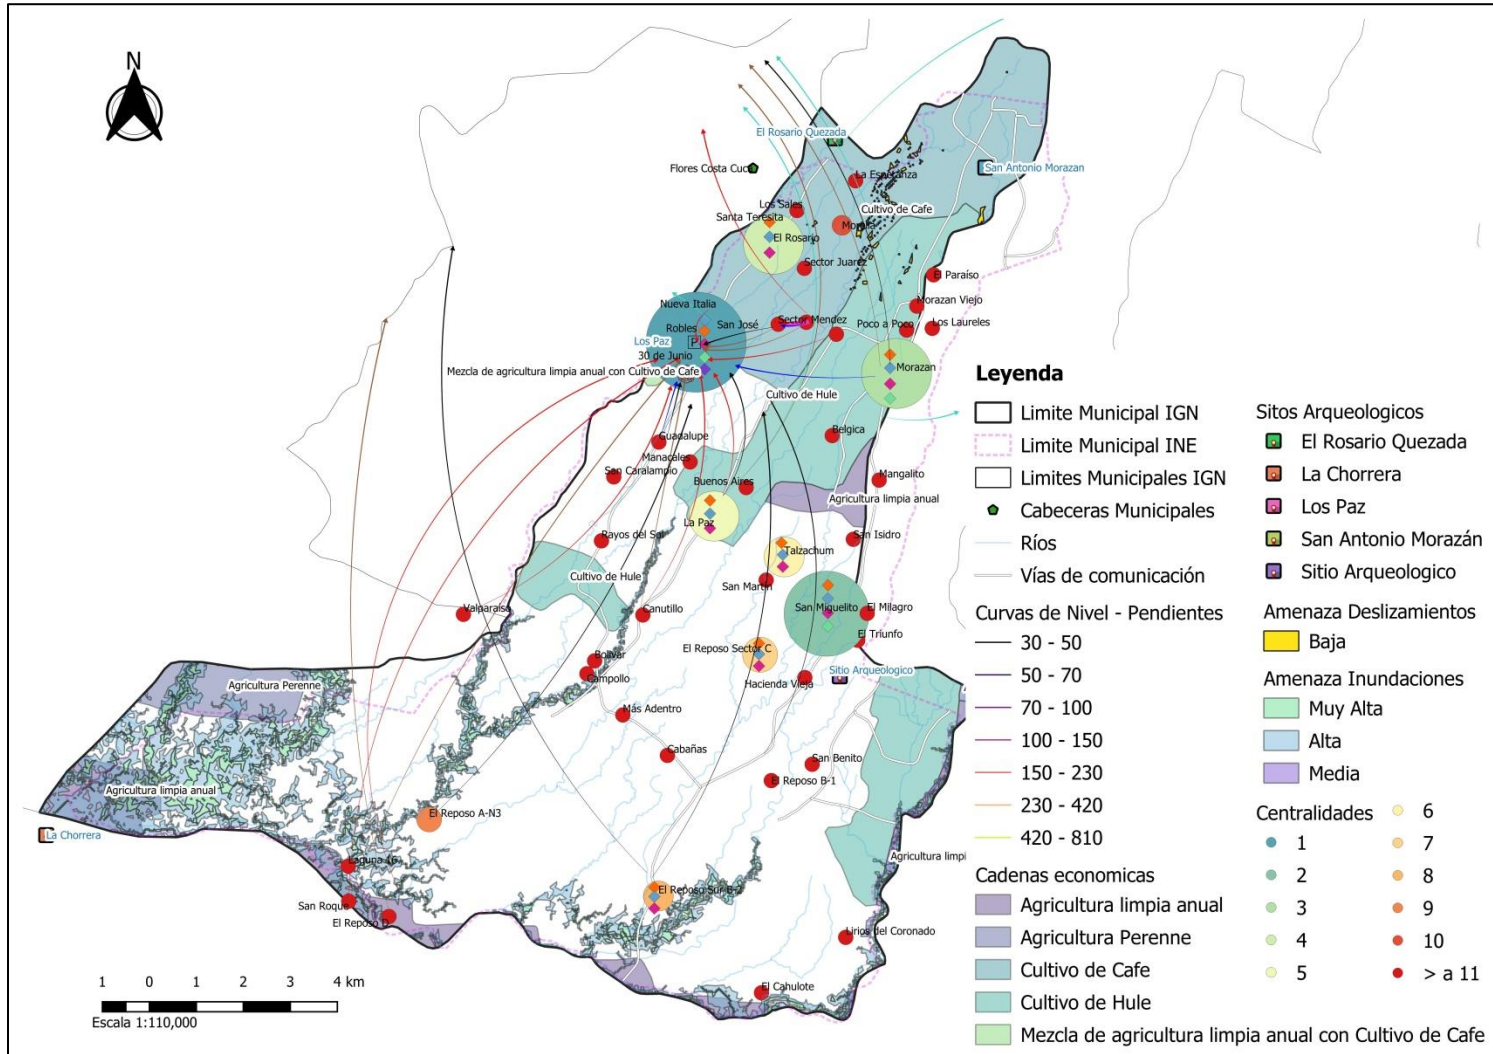 N
El Rosario Quezada
Flores Costa Cuca
La Esperanza
San Antonio Morazan
Los Sales
Cultivo de Cafe
Santa Teresita
El Rosario
Sector Juarez
El Paraíso
Nueva Italia
Morazan Viejo
Robles
San José
Sector Mendez
Poco a Poco
Los Laureles
Los Paz
P
30 de Junio
Mezcla de agricultura limpia anual con Cultivo de Cafe
Morazan
Cultivo de Hule
Guadalupe
Belgica
Manacales
San Caralampio
Buenos Aires
Mangalito
Agricultura limpia anual
La Paz
Rayos del Sol
San Isidro
Talzachum
Cultivo de Hule
San Martin
Valparaiso
Canutillo
San Miguelito
El Milagro
El Triunfo
El Reposo Sector C
Bolivar
Campollo
Hacienda Vieja
Sitio Arqueologico
Agricultura Perenne
Más Adentro
Cabañas
San Benito
El Reposo B-1
Agricultura limpia anual
El Reposo A-N3
La Chorrera
Agricultura limpi
San Roque
El Reposo D
El Reposo Sur B-2
Lirios del Coronado
El Cahulote
1 0 1 2 3 4 km
Escala 1:110,000
Leyenda
Limite Municipal IGN
Limite Municipal INE
Limites Municipales IGN
Cabeceras Municipales
Ríos
Vías de comunicación
Curvas de Nivel - Pendientes
30 - 50
50 - 70
70 - 100
100 - 150
150 - 230
230 - 420
420 - 810
Cadenas economicas
Agricultura limpia anual
Agricultura Perenne
Cultivo de Cafe
Cultivo de Hule
Mezcla de agricultura limpia anual con Cultivo de Cafe
Sitos Arqueologicos
El Rosario Quezada
La Chorrera
Los Paz
San Antonio Morazán
Sitio Arqueologico
Amenaza Deslizamientos
Baja
Amenaza Inundaciones
Muy Alta
Alta
Media
Centralidades
1
2
3
4
5
6
7
8
9
10
> a 11